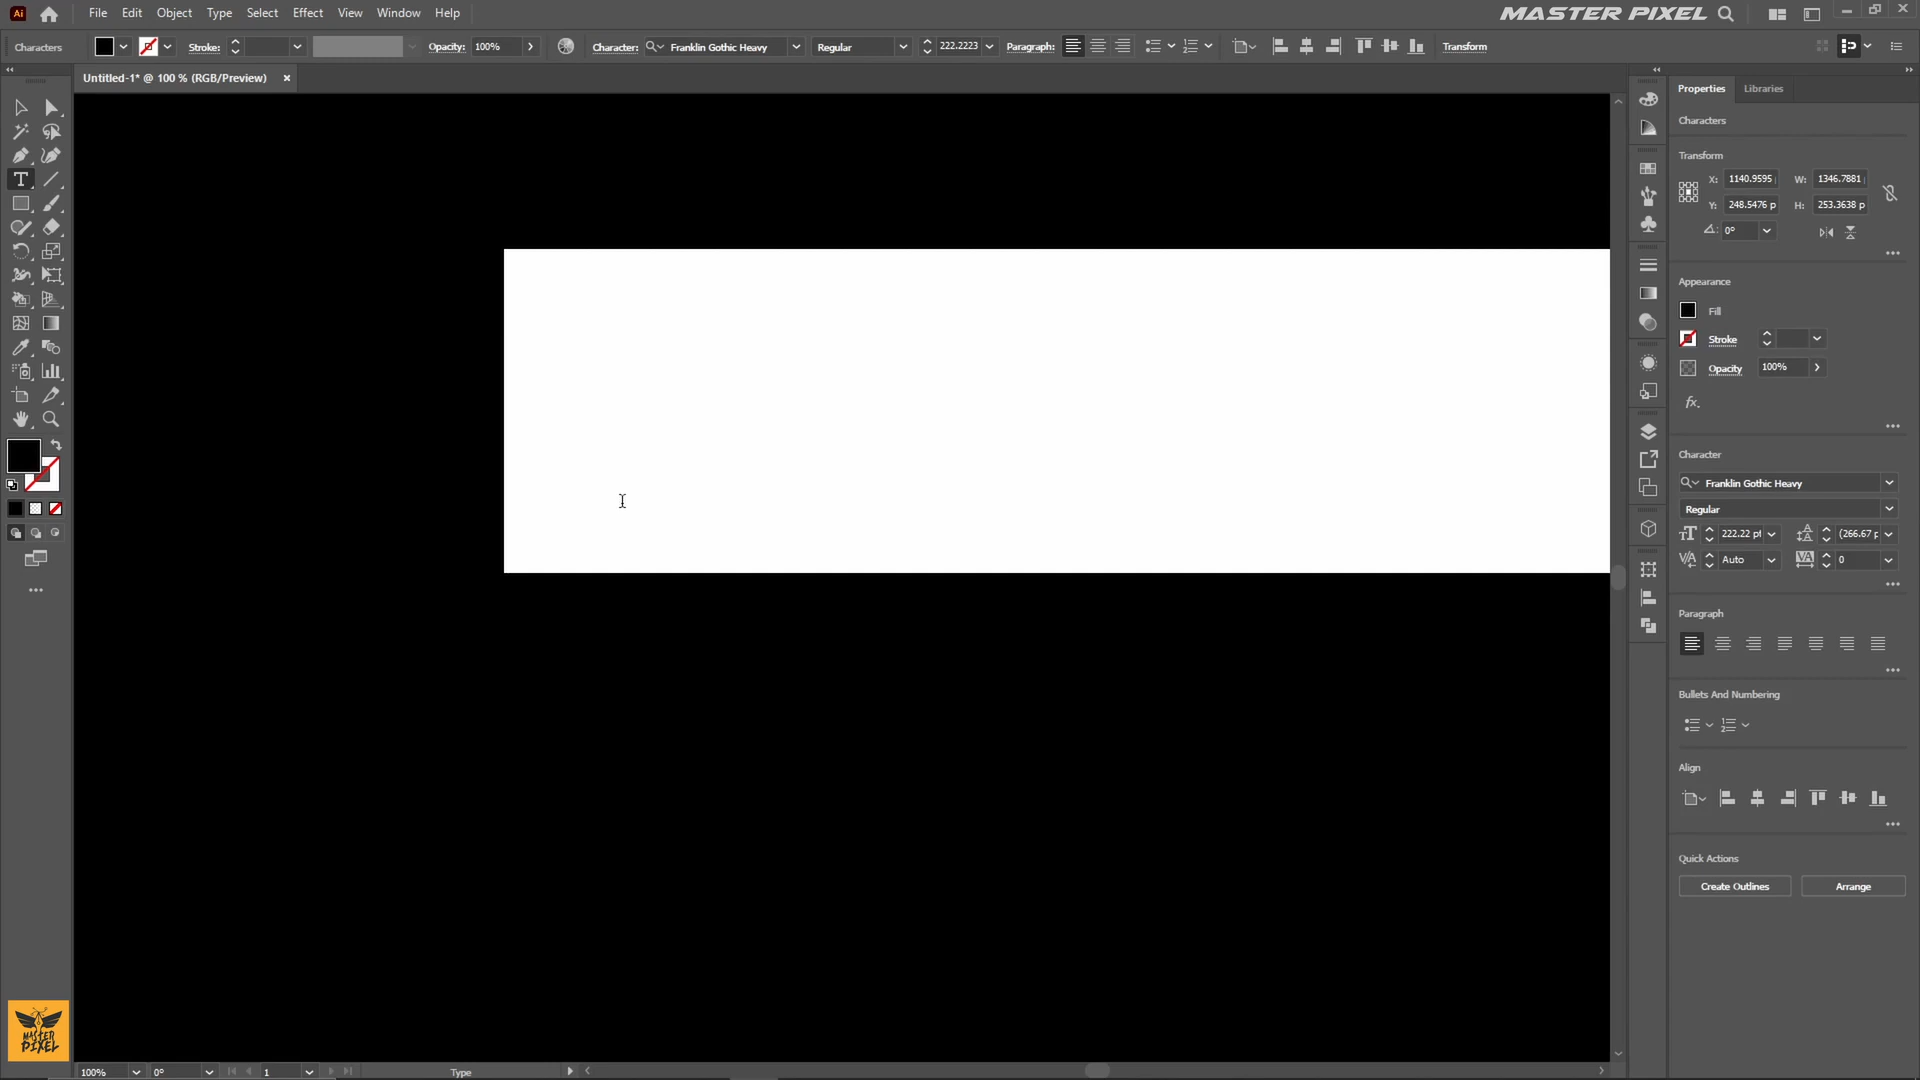 Ai File Edit Object Type Select Effect View Window Help MASTER PIXEL
Characters Stroke: Opacity: 100% Character: Franklin Gothic Heavy Regular 222.2223 Paragraph: Transform
Untitled-1* @ 100 % (RGB/Preview)
Properties Libraries
Characters
Transform
X: 1140.9595 W: 1346.7881
Y: 248.5476 p H: 253.3638 p
0°
Appearance
Fill
Stroke
Opacity 100%
fx.
Character
Franklin Gothic Heavy
Regular
222.22 pt (266.67 p
Auto 0
Paragraph
Bullets And Numbering
Align
Quick Actions
Create Outlines Arrange
MASTER
PIXEL
100% 0° 1 Type